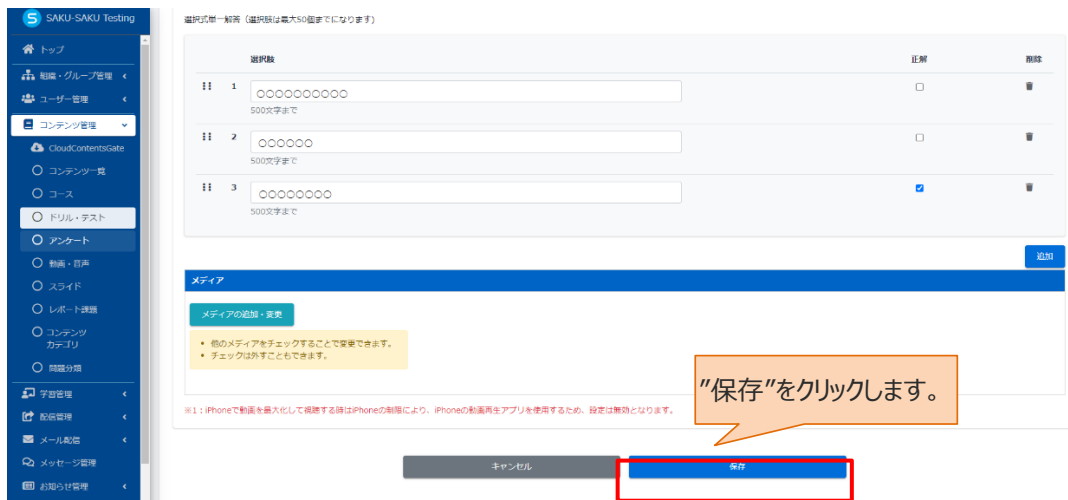 SAKU-SAKU Testing
トップ
組織・グループ管理
ユーザー管理
コンテンツ管理
CloudContentsGate
コンテンツ一覧
コース
ドリル・テスト
アンケート
動画・音声
スライド
レポート課題
コンテンツ
カテゴリ
問題分類
学習管理
配信管理
メール配信
メッセージ管理
お知らせ管理
選択式単一解答(選択肢は最大50個までになります)
選択肢 正解 削除
1 ○○○○○○○○○○
500文字まで
2 ○○○○○○
500文字まで
3 ○○○○○○○○
500文字まで
追加
メディア
メディアの追加・変更
• 他のメディアをチェックすることで変更できます。
• チェックは外すこともできます。
"保存"をクリックします。
※1:iPhoneで動画を最大化して視聴する時はiPhoneの制限により、iPhoneの動画再生アプリを使用するため、設定は無効となります。
キャンセル 保存